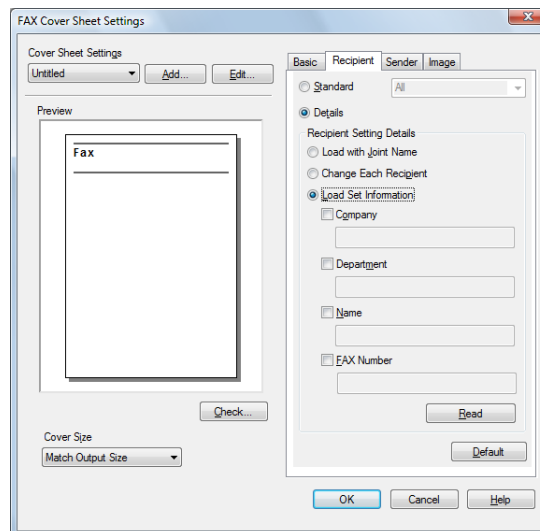 FAX Cover Sheet Settings
Cover Sheet Settings
Untitled
Add...
Edit...
Preview
Fax
Check...
Cover Size
Match Output Size
Basic
Recipient
Sender
Image
Standard
All
Details
Recipient Setting Details
Load with Joint Name
Change Each Recipient
Load Set Information
Company
Department
Name
FAX Number
Read
Default
OK
Cancel
Help